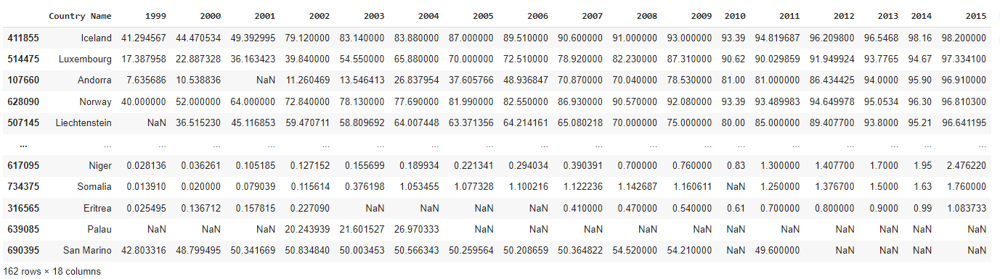 Country Name 1999 2000 2001 2002 2003 2004 2005 2006 2007 2008 2009 2010 2011 2012 2013 2014 2015
411855 Iceland 41.294567 44.470534 49.392995 79.120000 83.140000 83.880000 87.000000 89.510000 90.600000 91.000000 93.000000 93.39 94.819687 96.209800 96.5468 98.16 98.200000
514475 Luxembourg 17.387958 22.887328 36.163423 39.840000 54.550000 65.880000 70.000000 72.510000 78.920000 82.230000 87.310000 90.62 90.029859 91.949924 93.7765 94.67 97.334100
107660 Andorra 7.635686 10.538836 NaN 11.260469 13.546413 26.837954 37.605766 48.936847 70.870000 70.040000 78.530000 81.00 81.000000 86.434425 94.0000 95.90 96.910000
628090 Norway 40.000000 52.000000 64.000000 72.840000 78.130000 77.690000 81.990000 82.550000 86.930000 90.570000 92.080000 93.39 93.489983 94.649978 95.0534 96.30 96.810300
507145 Liechtenstein NaN 36.515230 45.116853 59.470711 58.809692 64.007448 63.371356 64.214161 65.080218 70.000000 75.000000 80.00 85.000000 89.407700 93.8000 95.21 96.641195
... ... ... ... ... ... ... ... ... ... ... ... ... ... ... ... ... ... ...
617095 Niger 0.028136 0.036261 0.105185 0.127152 0.155699 0.189934 0.221341 0.294034 0.390391 0.700000 0.760000 0.83 1.300000 1.407700 1.7000 1.95 2.476220
734375 Somalia 0.013910 0.020000 0.079039 0.115614 0.376198 1.053455 1.077328 1.100216 1.122236 1.142687 1.160611 NaN 1.250000 1.376700 1.5000 1.63 1.760000
316565 Eritrea 0.025495 0.136712 0.157815 0.227090 NaN NaN NaN NaN 0.410000 0.470000 0.540000 0.61 0.700000 0.800000 0.9000 0.99 1.083733
639085 Palau NaN NaN NaN 20.243939 21.601527 26.970333 NaN NaN NaN NaN NaN NaN NaN NaN NaN NaN NaN
690395 San Marino 42.803316 48.799495 50.341669 50.834840 50.003453 50.566343 50.259564 50.208659 50.364822 54.520000 54.210000 NaN 49.600000 NaN NaN NaN NaN
162 rows × 18 columns